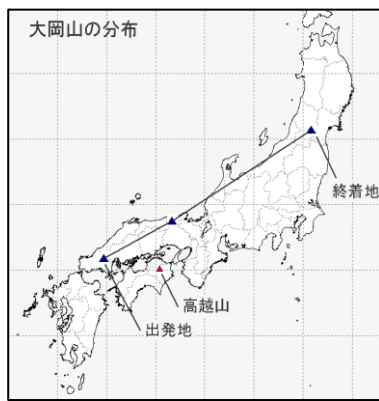 大岡山の分布
終着地
高越山
出発地